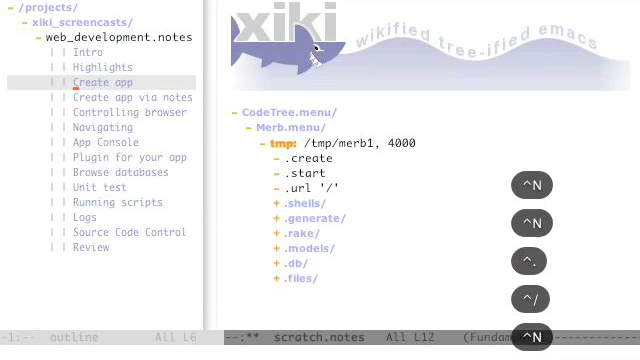 - /projects/
- xiki_screencasts/
- web_development.notes
| | Intro
| | Highlights
| | Create app
| | Create app via notes
| | Controlling browser
| | Navigating
| | App Console
| | Plugin for your app
| | Browse databases
| | Unit test
| | Running scripts
| | Logs
| | Source Code Control
| | Review
-1:-- outline All L6
xiki
wikified tree-ified emacs
- CodeTree.menu/
- Merb.menu/
- tmp: /tmp/merb1, 4000
- .create
- .start
- .url '/'
+ .shells/
+ .generate/
+ .rake/
+ .models/
+ .db/
+ .files/
^N
^N
^.
^/
^N
--:** scratch.notes All L12 (Fundam